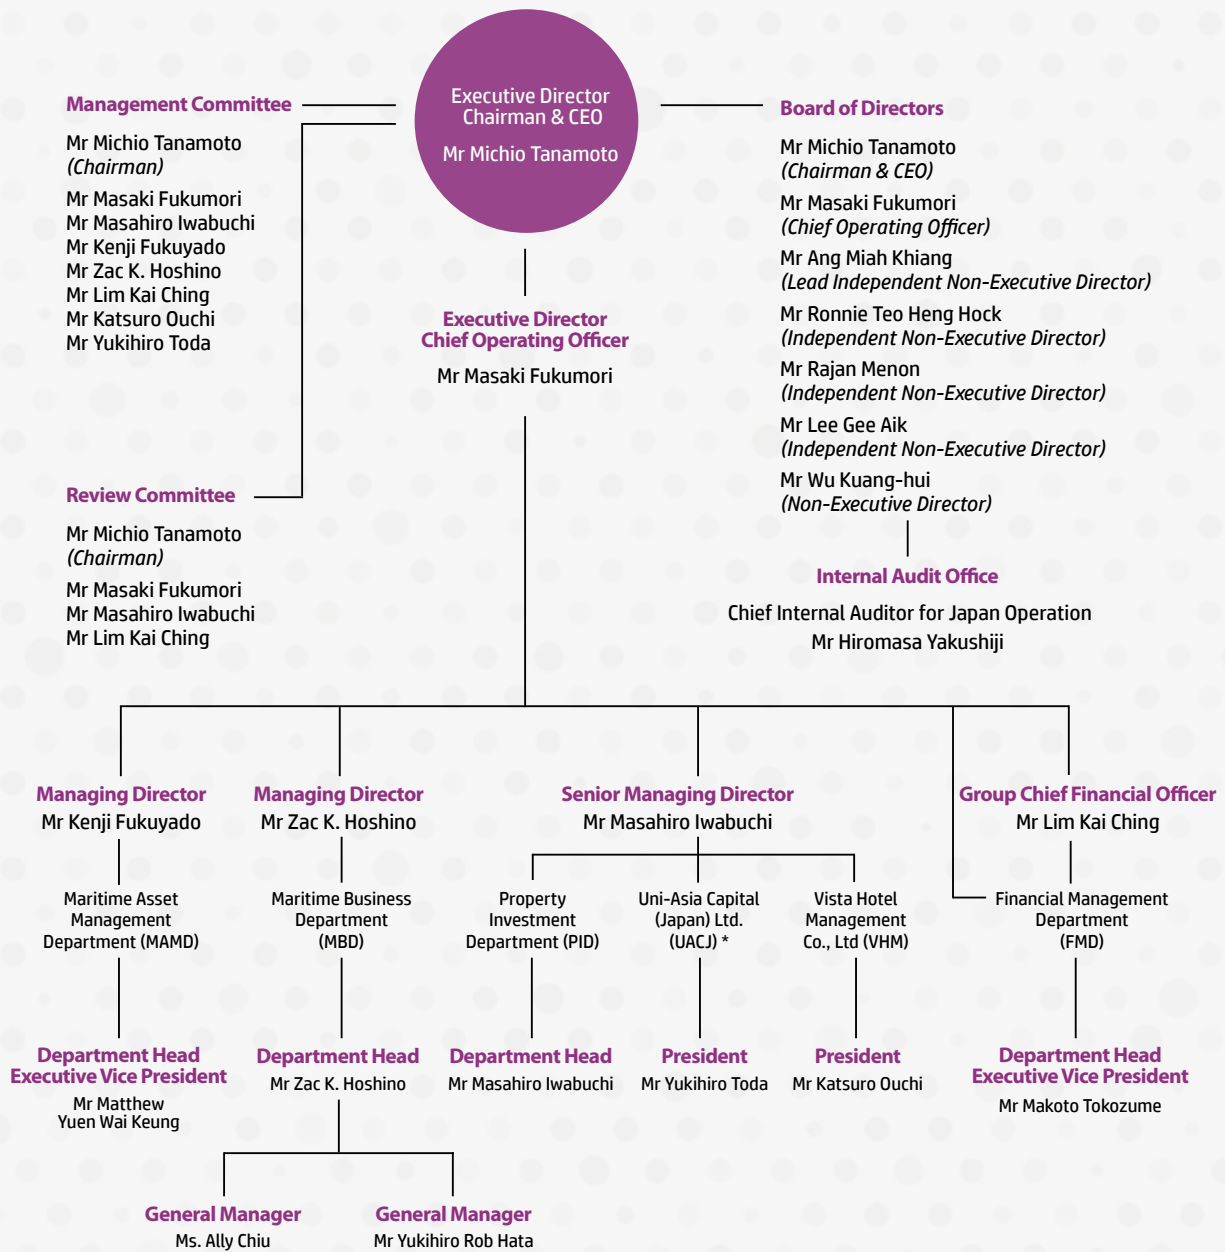 Executive Director
Chairman & CEO
Mr Michio Tanamoto
Management Committee
Mr Michio Tanamoto
(Chairman)
Mr Masaki Fukumori
Mr Masahiro Iwabuchi
Mr Kenji Fukuyado
Mr Zac K. Hoshino
Mr Lim Kai Ching
Mr Katsuro Ouchi
Mr Yukihiro Toda
Review Committee
Mr Michio Tanamoto
(Chairman)
Mr Masaki Fukumori
Mr Masahiro Iwabuchi
Mr Lim Kai Ching
Executive Director
Chief Operating Officer
Mr Masaki Fukumori
Board of Directors
Mr Michio Tanamoto
(Chairman & CEO)
Mr Masaki Fukumori
(Chief Operating Officer)
Mr Ang Miah Khiang
(Lead Independent Non-Executive Director)
Mr Ronnie Teo Heng Hock
(Independent Non-Executive Director)
Mr Rajan Menon
(Independent Non-Executive Director)
Mr Lee Gee Aik
(Independent Non-Executive Director)
Mr Wu Kuang-hui
(Non-Executive Director)
Internal Audit Office
Chief Internal Auditor for Japan Operation
Mr Hiromasa Yakushiji
Managing Director
Mr Kenji Fukuyado
Maritime Asset
Management
Department (MAMD)
Department Head
Executive Vice President
Mr Matthew
Yuen Wai Keung
Managing Director
Mr Zac K. Hoshino
Maritime Business
Department
(MBD)
Department Head
Mr Zac K. Hoshino
General Manager
Ms. Ally Chiu
General Manager
Mr Yukihiro Rob Hata
Senior Managing Director
Mr Masahiro Iwabuchi
Property
Investment
Department (PID)
Department Head
Mr Masahiro Iwabuchi
Uni-Asia Capital
(Japan) Ltd.
(UACJ) *
President
Mr Yukihiro Toda
Vista Hotel
Management
Co., Ltd (VHM)
President
Mr Katsuro Ouchi
Group Chief Financial Officer
Mr Lim Kai Ching
Financial Management
Department
(FMD)
Department Head
Executive Vice President
Mr Makoto Tokozume